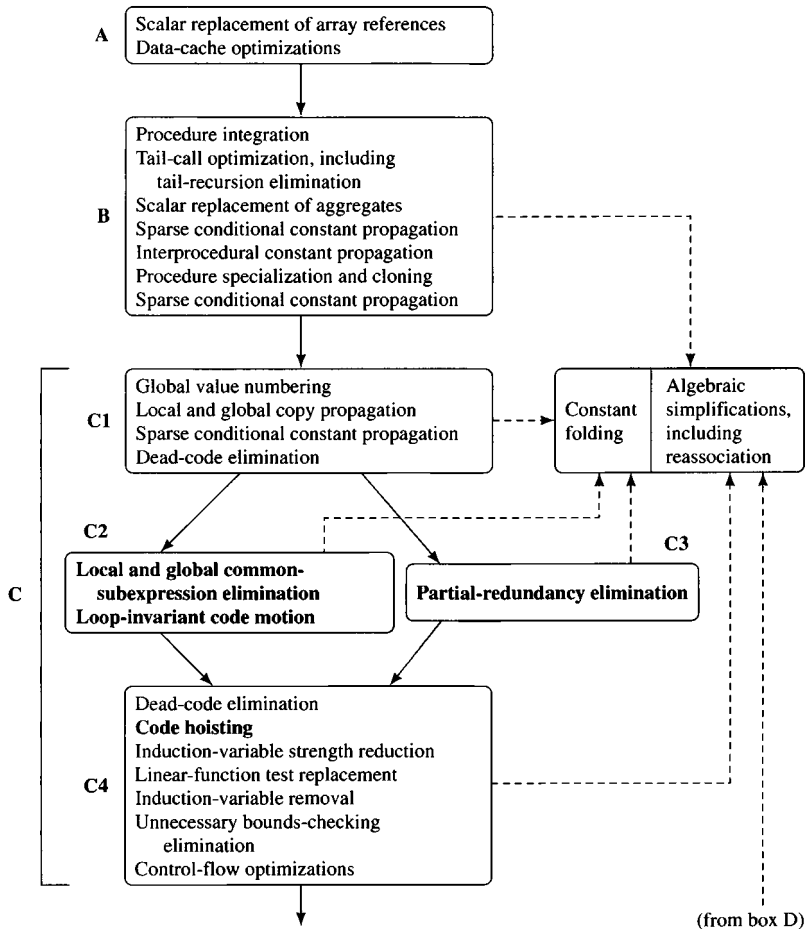 A
Scalar replacement of array references
Data-cache optimizations
B
Procedure integration
Tail-call optimization, including
tail-recursion elimination
Scalar replacement of aggregates
Sparse conditional constant propagation
Interprocedural constant propagation
Procedure specialization and cloning
Sparse conditional constant propagation
C
C1
Global value numbering
Local and global copy propagation
Sparse conditional constant propagation
Dead-code elimination
Constant
folding
Algebraic
simplifications,
including
reassociation
C2
Local and global common-
subexpression elimination
Loop-invariant code motion
C3
Partial-redundancy elimination
C4
Dead-code elimination
Code hoisting
Induction-variable strength reduction
Linear-function test replacement
Induction-variable removal
Unnecessary bounds-checking
elimination
Control-flow optimizations
(from box D)